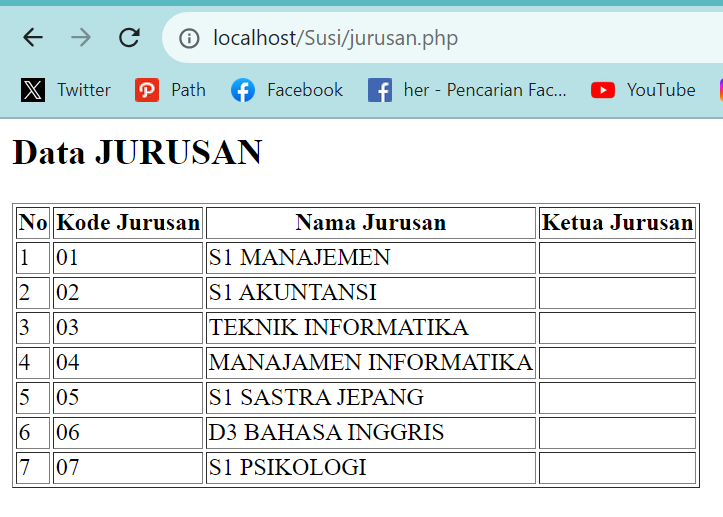 localhost/Susi/jurusan.php
Twitter Path Facebook her - Pencarian Fac... YouTube
Data JURUSAN
No Kode Jurusan Nama Jurusan Ketua Jurusan
1 01 S1 MANAJEMEN
2 02 S1 AKUNTANSI
3 03 TEKNIK INFORMATIKA
4 04 MANAJAMEN INFORMATIKA
5 05 S1 SASTRA JEPANG
6 06 D3 BAHASA INGGRIS
7 07 S1 PSIKOLOGI